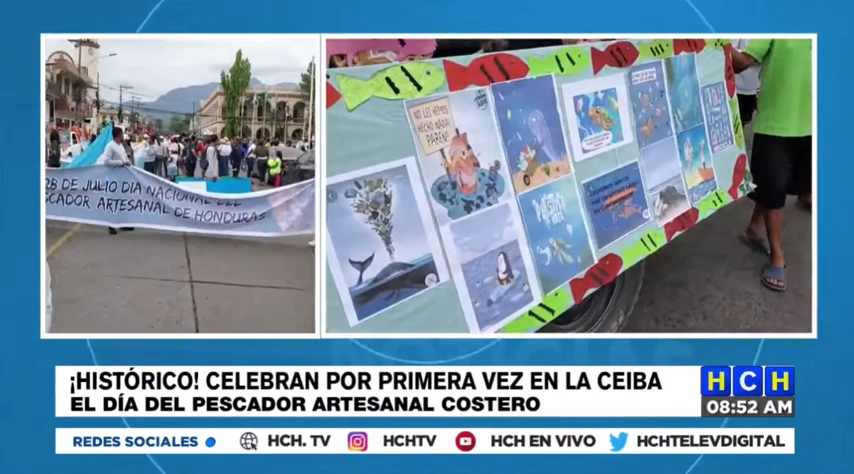 28 DE JULIO DIA NACIONAL DEL
PESCADOR ARTESANAL DE HONDURAS
NO LES HEMOS
HECHO NADA!
PAREN!
¡HISTÓRICO! CELEBRAN POR PRIMERA VEZ EN LA CEIBA
EL DÍA DEL PESCADOR ARTESANAL COSTERO
HCH
08:52 AM
REDES SOCIALES
HCH. TV
HCHTV
HCH EN VIVO
HCHTELEVDIGITAL